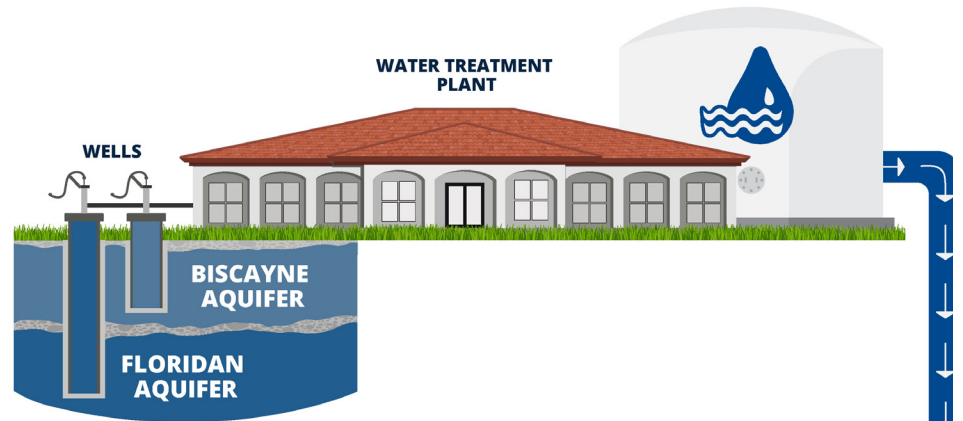 WATER TREATMENT
PLANT
WELLS
BISCAYNE
AQUIFER
FLORIDAN
AQUIFER